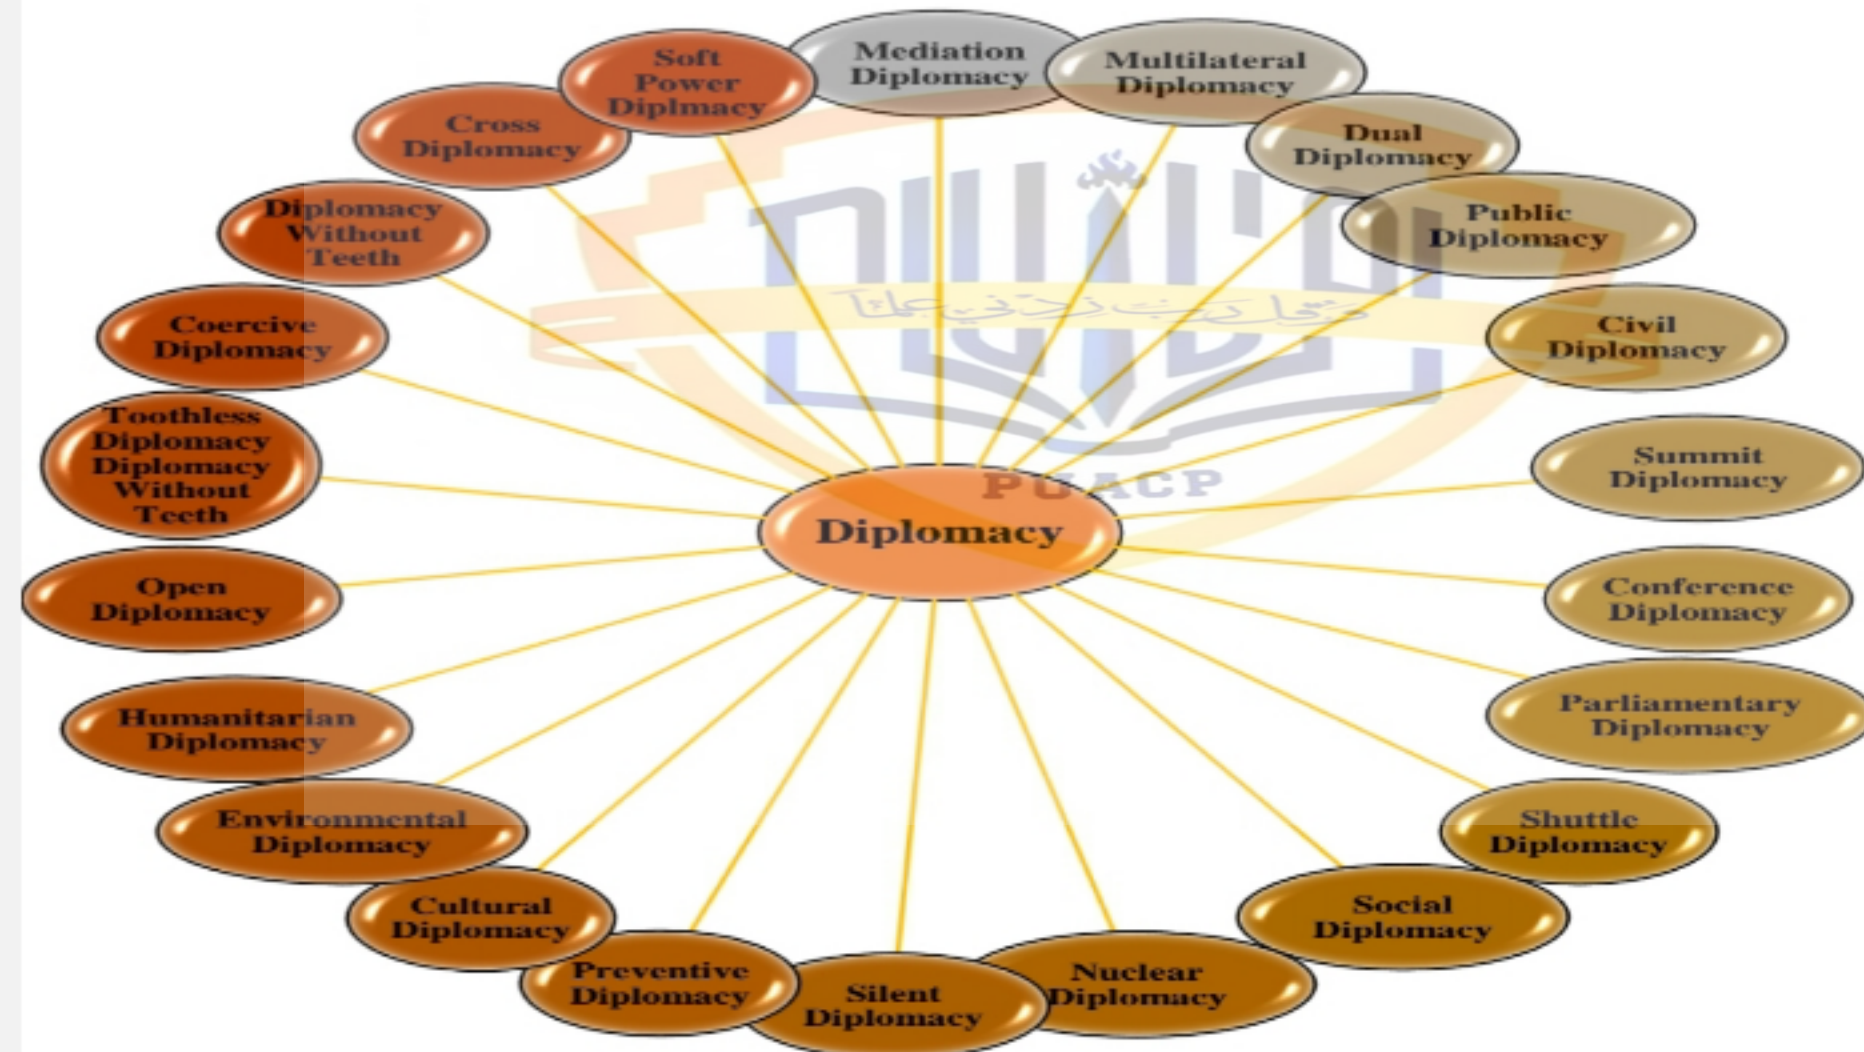 Mediation
Diplomacy
Multilateral
Diplomacy
Dual
Diplomacy
Public
Diplomacy
Civil
Diplomacy
Summit
Diplomacy
Conference
Diplomacy
Parliamentary
Diplomacy
Shuttle
Diplomacy
Social
Diplomacy
Nuclear
Diplomacy
Silent
Diplomacy
Preventive
Diplomacy
Cultural
Diplomacy
Environmental
Diplomacy
Humanitarian
Diplomacy
Open
Diplomacy
Toothless
Diplomacy
Diplomacy
Without
Teeth
Coercive
Diplomacy
Diplomacy
Without
Teeth
Cross
Diplomacy
Soft
Power
Diplmacy
Diplomacy
وَقُل رَّبِّ زِدْنِي عِلْمًا
PUACP